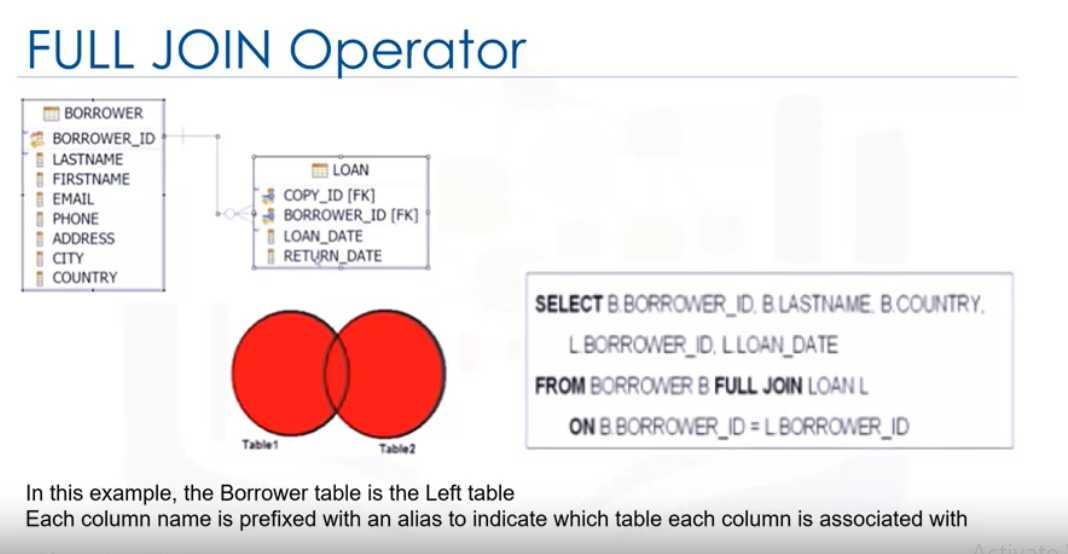 FULL JOIN Operator
BORROWER
BORROWER_ID
LASTNAME
FIRSTNAME
EMAIL
PHONE
ADDRESS
CITY
COUNTRY
LOAN
COPY_ID [FK]
BORROWER_ID [FK]
LOAN_DATE
RETURN_DATE
Table1
Table2
SELECT B.BORROWER_ID, B.LASTNAME, B.COUNTRY,
L.BORROWER_ID, L.LOAN_DATE
FROM BORROWER B FULL JOIN LOAN L
ON B.BORROWER_ID = L.BORROWER_ID
In this example, the Borrower table is the Left table
Each column name is prefixed with an alias to indicate which table each column is associated with